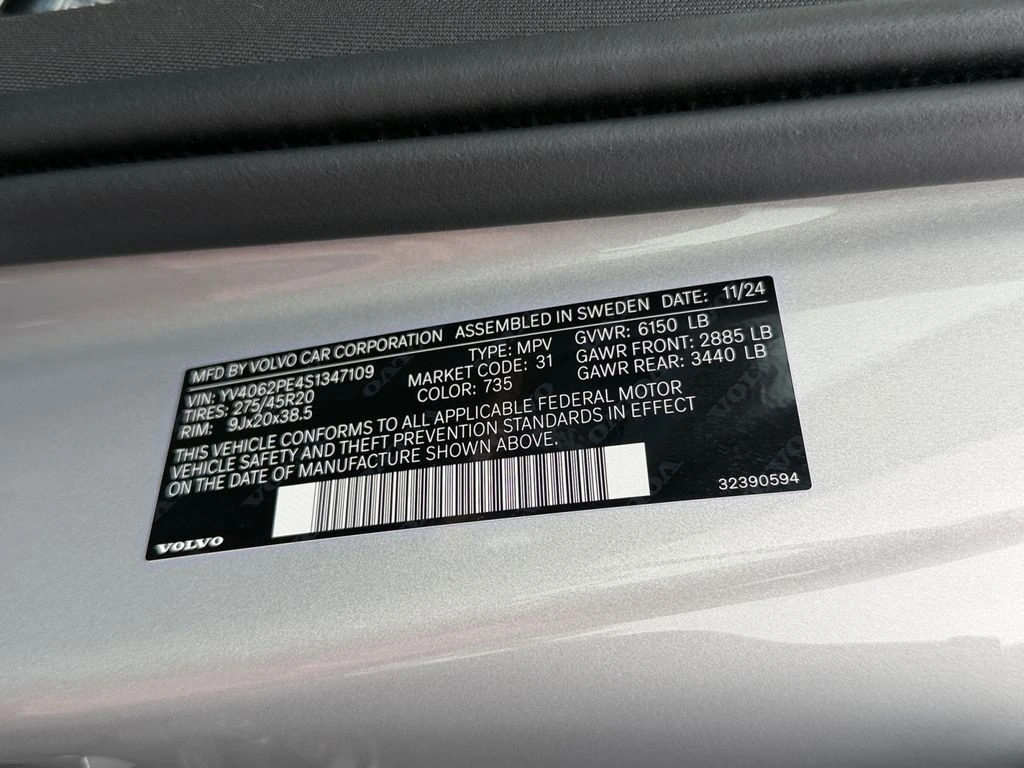 MFD BY VOLVO CAR CORPORATION ASSEMBLED IN SWEDEN DATE: 11/24
VIN: YV4062PE4S1347109 TYPE: MPV GVWR: 6150 LB
TIRES: 275/45R20 MARKET CODE: 31 GAWR FRONT: 2885 LB
RIM: 9Jx20x38.5 COLOR: 735 GAWR REAR: 3440 LB
THIS VEHICLE CONFORMS TO ALL APPLICABLE FEDERAL MOTOR
VEHICLE SAFETY AND THEFT PREVENTION STANDARDS IN EFFECT
ON THE DATE OF MANUFACTURE SHOWN ABOVE.
32390594
VOLVO